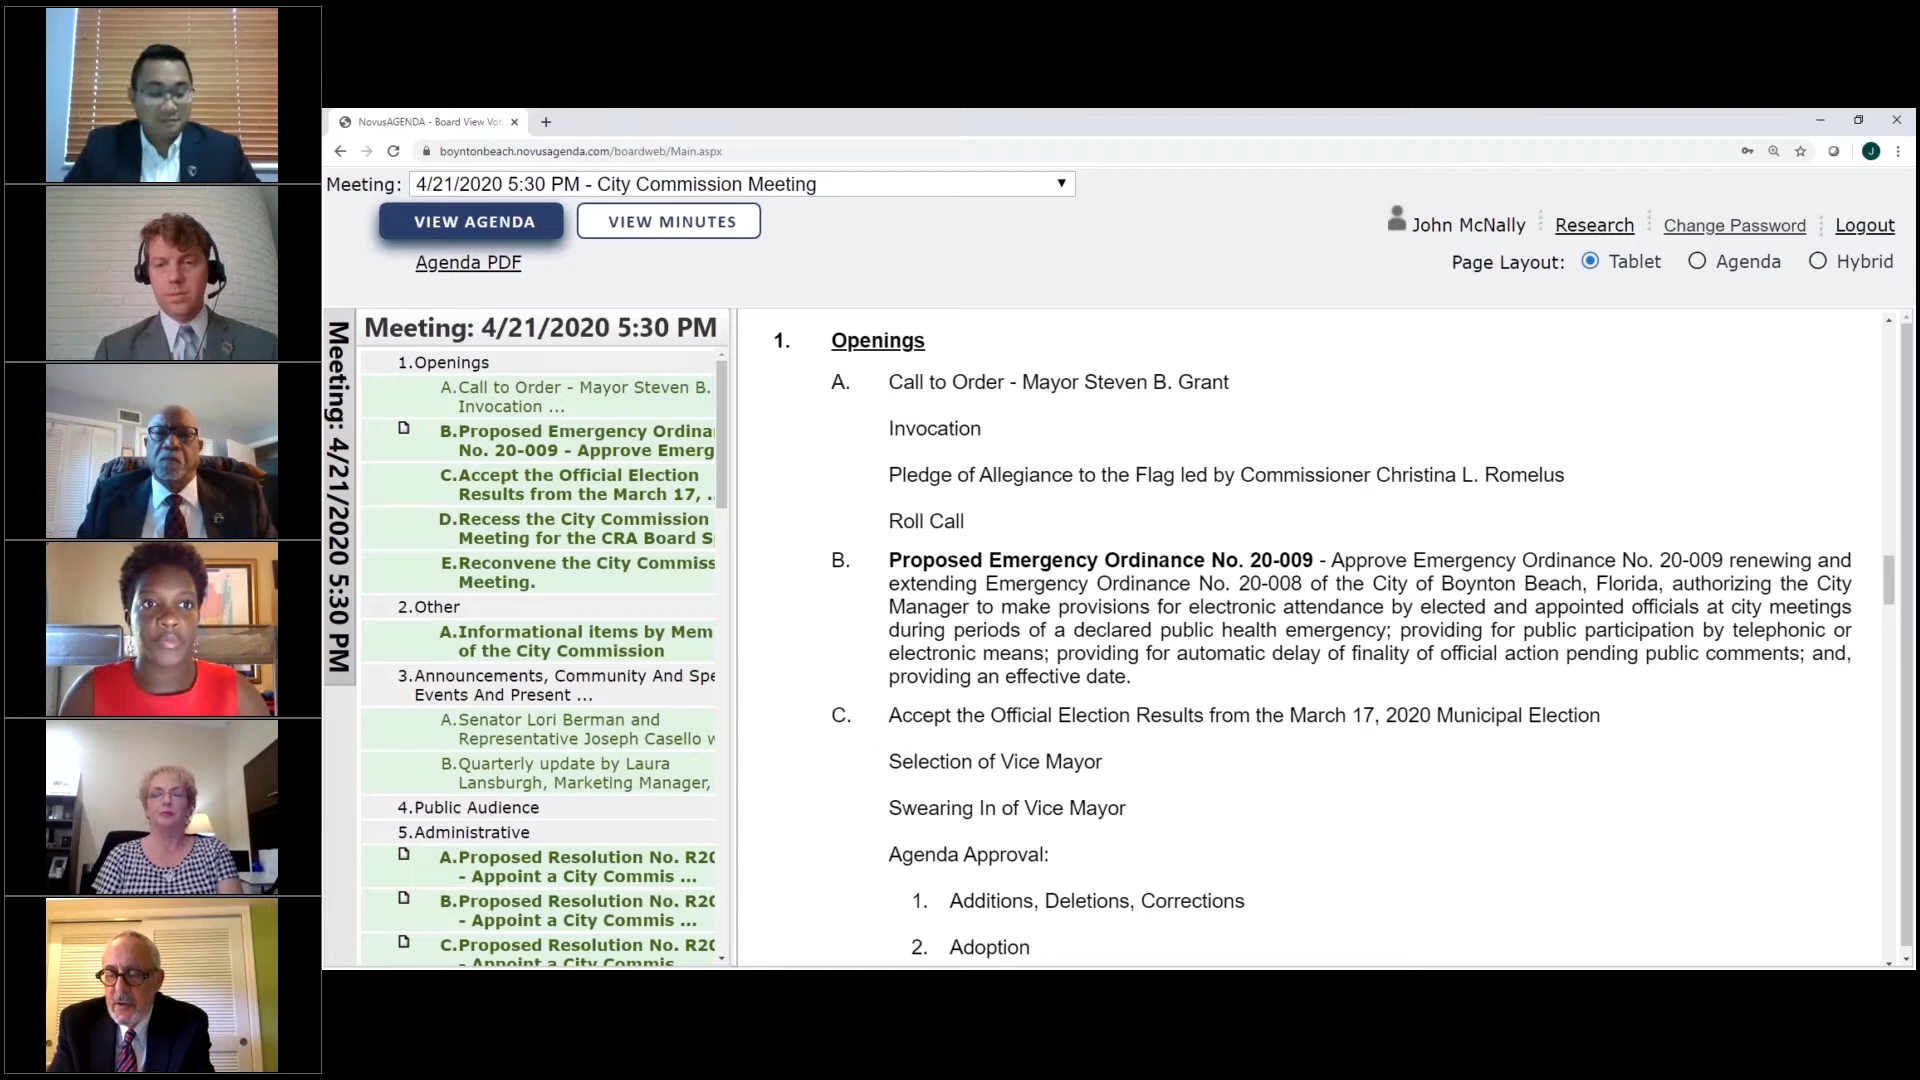 NovusAGENDA - Board View Vot
boyntonbeach.novusagenda.com/boardweb/Main.aspx
J
Meeting: 4/21/2020 5:30 PM - City Commission Meeting
VIEW AGENDA
VIEW MINUTES
Agenda PDF
John McNally
Research
Change Password
Logout
Page Layout: Tablet Agenda Hybrid
Meeting: 4/21/2020 5:30 PM
Meeting: 4/21/2020 5:30 PM
1.Openings
A.Call to Order - Mayor Steven B.
Invocation ...
B.Proposed Emergency Ordina
No. 20-009 - Approve Emerg
C.Accept the Official Election
Results from the March 17, ..
D.Recess the City Commission
Meeting for the CRA Board S
E.Reconvene the City Commiss
Meeting.
2.Other
A.Informational items by Mem
of the City Commission
3.Announcements, Community And Spe
Events And Present ...
A.Senator Lori Berman and
Representative Joseph Casello w
B.Quarterly update by Laura
Lansburgh, Marketing Manager,
4.Public Audience
5.Administrative
A.Proposed Resolution No. R20
- Appoint a City Commis ...
B.Proposed Resolution No. R20
- Appoint a City Commis ...
C.Proposed Resolution No. R20
- Appoint a City Commis
1. Openings
A. Call to Order - Mayor Steven B. Grant
Invocation
Pledge of Allegiance to the Flag led by Commissioner Christina L. Romelus
Roll Call
B. Proposed Emergency Ordinance No. 20-009 - Approve Emergency Ordinance No. 20-009 renewing and
extending Emergency Ordinance No. 20-008 of the City of Boynton Beach, Florida, authorizing the City
Manager to make provisions for electronic attendance by elected and appointed officials at city meetings
during periods of a declared public health emergency; providing for public participation by telephonic or
electronic means; providing for automatic delay of finality of official action pending public comments; and,
providing an effective date.
C. Accept the Official Election Results from the March 17, 2020 Municipal Election
Selection of Vice Mayor
Swearing In of Vice Mayor
Agenda Approval:
1. Additions, Deletions, Corrections
2. Adoption